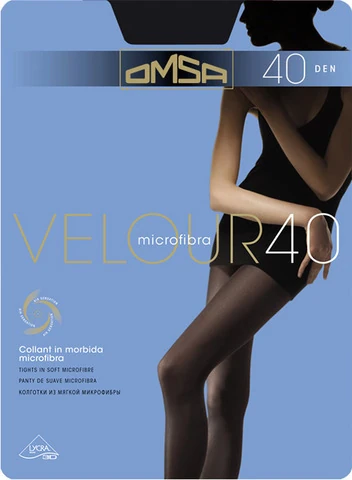 OMSA
40 DEN
VELOUR40
microfibra
Collant in morbida
microfibra
TIGHTS IN SOFT MICROFIBRE
PANTY DE SUAVE MICROFIBRA
КОЛГОТКИ ИЗ МЯГКОЙ МИКРОФИБРЫ
LYCRA
3D